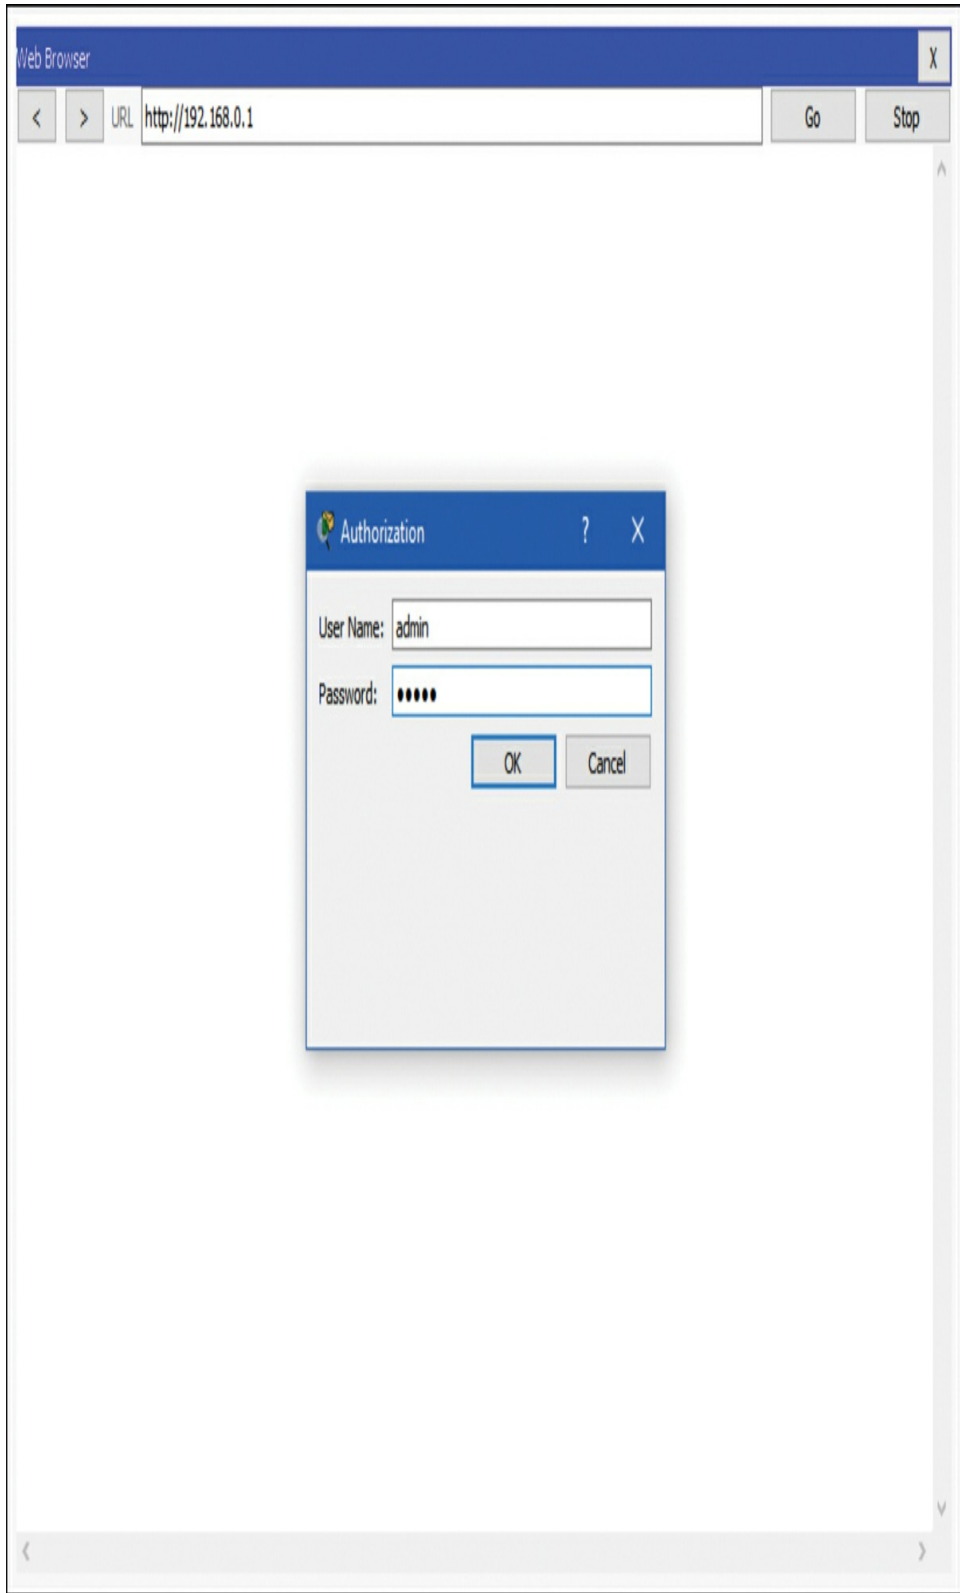 Web Browser X
< > URL http://192.168.0.1 Go Stop
Authorization ? X
User Name: admin
Password: •••••
OK Cancel